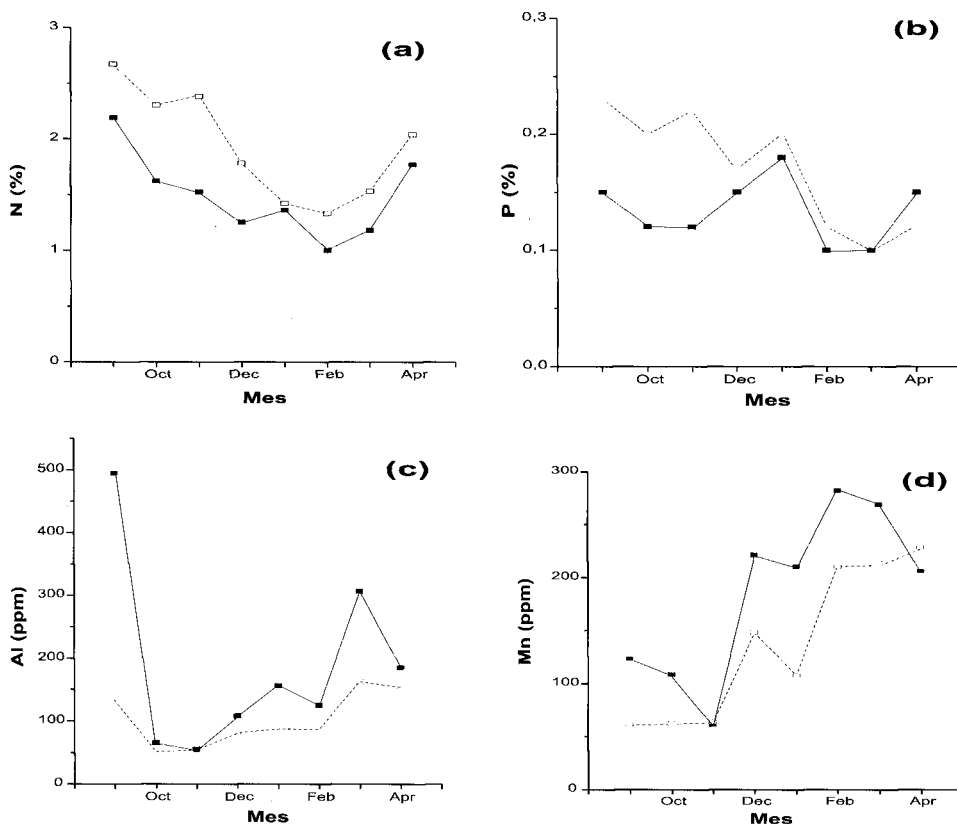 (a)
3
2
1
0
N (%)
Oct Dec Feb Apr
Mes
(b)
0,3
0,2
0,1
0,0
P (%)
Oct Dec Feb Apr
Mes
(c)
500
400
300
200
100
0
Al (ppm)
Oct Dec Feb Apr
Mes
(d)
300
200
100
0
Mn (ppm)
Oct Dec Feb Apr
Mes